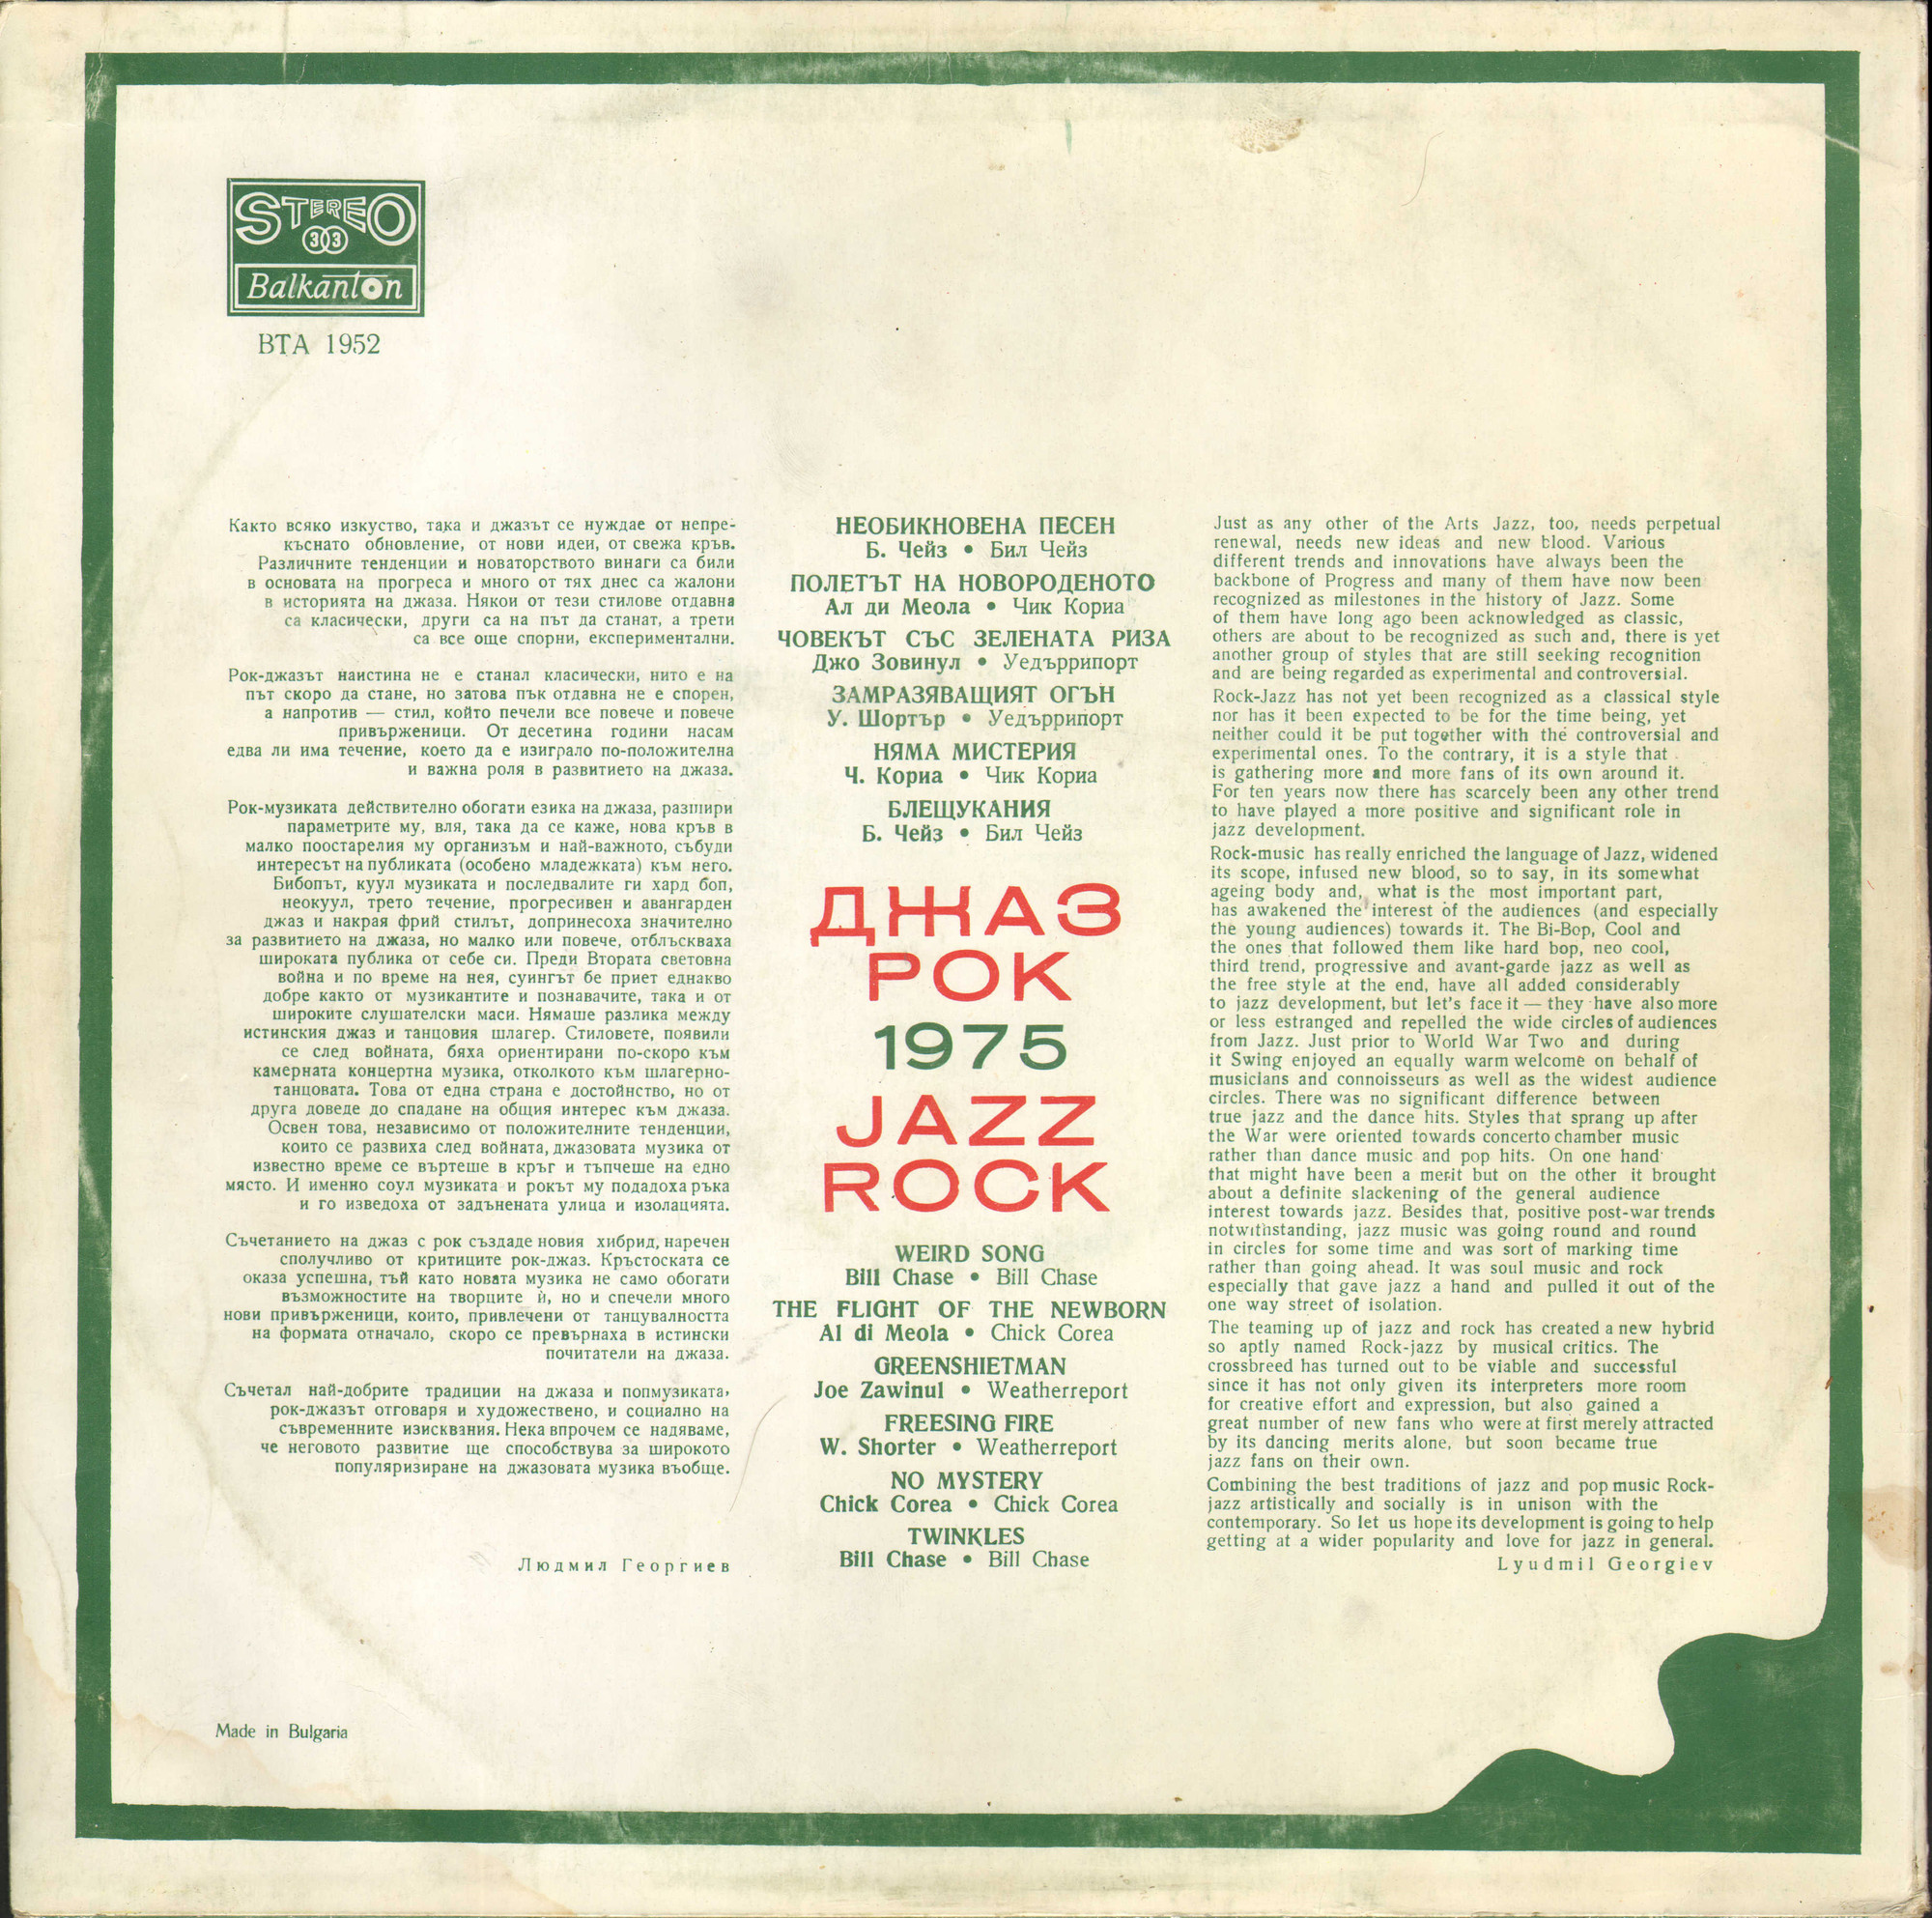 STEREO
33
Balkanton
ВТА 1952
Както всяко изкуство, така и джазът се нуждае от непре-
къснато обновление, от нови идеи, от свежа кръв.
Различните тенденции и новаторството винаги са били
в основата на прогреса и много от тях днес са жалони
в историята на джаза. Някои от тези стилове отдавна
са класически, други са на път да станат, а трети
са все още спорни, експериментални.
Рок-джазът наистина не е станал класически, нито е на
път скоро да стане, но затова пък отдавна не е спорен,
а напротив — стил, който печели все повече и повече
привърженици. От десетина години насам
едва ли има течение, което да е изиграло по-положителна
и важна роля в развитието на джаза.
Рок-музиката действително обогати езика на джаза, разшири
параметрите му, вля, така да се каже, нова кръв в
малко поостарелия му организъм и най-важното, събуди
интересът на публиката (особено младежката) към него.
Бибопът, куул музиката и последвалите ги хард боп,
неокуул, трето течение, прогресивен и авангарден
джаз и накрая фрий стилът, допринесоха значително
за развитието на джаза, но малко или повече, отблъскваха
широката публика от себе си. Преди Втората световна
война и по време на нея, суингът бе приет еднакво
добре както от музикантите и познавачите, така и от
широките слушателски маси. Нямаше разлика между
истинския джаз и танцовия шлагер. Стиловете, появили
се след войната, бяха ориентирани по-скоро към
камерната концертна музика, отколкото към шлагерно-
танцовата. Това от една страна е достойнство, но от
друга доведе до спадане на общия интерес към джаза.
Освен това, независимо от положителните тенденции,
които се развиха след войната, джазовата музика от
известно време се въртеше в кръг и тъпчеше на едно
място. И именно соул музиката и рокът му подадоха ръка
и го изведоха от задънената улица и изолацията.
Съчетанието на джаз с рок създаде новия хибрид, наречен
сполучливо от критиците рок-джаз. Кръстоската се
оказа успешна, тъй като новата музика не само обогати
възможностите на творците ѝ, но и спечели много
нови привърженици, които, привлечени от танцувалността
на формата отначало, скоро се превърнаха в истински
почитатели на джаза.
Съчетал най-добрите традиции на джаза и попмузиката,
рок-джазът отговаря и художествено, и социално на
съвременните изисквания. Нека впрочем се надяваме,
че неговото развитие ще способствува за широкото
популяризиране на джазовата музика въобще.
Людмил Георгиев
Made in Bulgaria
НЕОБИКНОВЕНА ПЕСЕН
Б. Чейз • Бил Чейз
ПОЛЕТЪТ НА НОВОРОДЕНОТО
Ал ди Меола • Чик Кориа
ЧОВЕКЪТ СЪС ЗЕЛЕНАТА РИЗА
Джо Зовинул • Уедъррипорт
ЗАМРАЗЯВАЩИЯТ ОГЪН
У. Шортър • Уедъррипорт
НЯМА МИСТЕРИЯ
Ч. Кориа • Чик Кориа
БЛЕЩУКАНИЯ
Б. Чейз • Бил Чейз
ДЖАЗ
РОК
1975
JAZZ
ROCK
WEIRD SONG
Bill Chase • Bill Chase
THE FLIGHT OF THE NEWBORN
Al di Meola • Chick Corea
GREENSHIETMAN
Joe Zawinul • Weatherreport
FREESING FIRE
W. Shorter • Weatherreport
NO MYSTERY
Chick Corea • Chick Corea
TWINKLES
Bill Chase • Bill Chase
Just as any other of the Arts Jazz, too, needs perpetual
renewal, needs new ideas and new blood. Various
different trends and innovations have always been the
backbone of Progress and many of them have now been
recognized as milestones in the history of Jazz. Some
of them have long ago been acknowledged as classic,
others are about to be recognized as such and, there is yet
another group of styles that are still seeking recognition
and are being regarded as experimental and controversial.
Rock-Jazz has not yet been recognized as a classical style
nor has it been expected to be for the time being, yet
neither could it be put together with the controversial and
experimental ones. To the contrary, it is a style that
is gathering more and more fans of its own around it.
For ten years now there has scarcely been any other trend
to have played a more positive and significant role in
jazz development.
Rock-music has really enriched the language of Jazz, widened
its scope, infused new blood, so to say, in its somewhat
ageing body and, what is the most important part,
has awakened the interest of the audiences (and especially
the young audiences) towards it. The Bi-Bop, Cool and
the ones that followed them like hard bop, neo cool,
third trend, progressive and avant-garde jazz as well as
the free style at the end, have all added considerably
to jazz development, but let's face it — they have also more
or less estranged and repelled the wide circles of audiences
from Jazz. Just prior to World War Two and during
it Swing enjoyed an equally warm welcome on behalf of
musicians and connoisseurs as well as the widest audience
circles. There was no significant difference between
true jazz and the dance hits. Styles that sprang up after
the War were oriented towards concerto chamber music
rather than dance music and pop hits. On one hand
that might have been a merit but on the other it brought
about a definite slackening of the general audience
interest towards jazz. Besides that, positive post-war trends
notwithstanding, jazz music was going round and round
in circles for some time and was sort of marking time
rather than going ahead. It was soul music and rock
especially that gave jazz a hand and pulled it out of the
one way street of isolation.
The teaming up of jazz and rock has created a new hybrid
so aptly named Rock-jazz by musical critics. The
crossbreed has turned out to be viable and successful
since it has not only given its interpreters more room
for creative effort and expression, but also gained a
great number of new fans who were at first merely attracted
by its dancing merits alone, but soon became true
jazz fans on their own.
Combining the best traditions of jazz and pop music Rock-
jazz artistically and socially is in unison with the
contemporary. So let us hope its development is going to help
getting at a wider popularity and love for jazz in general.
Lyudmil Georgiev